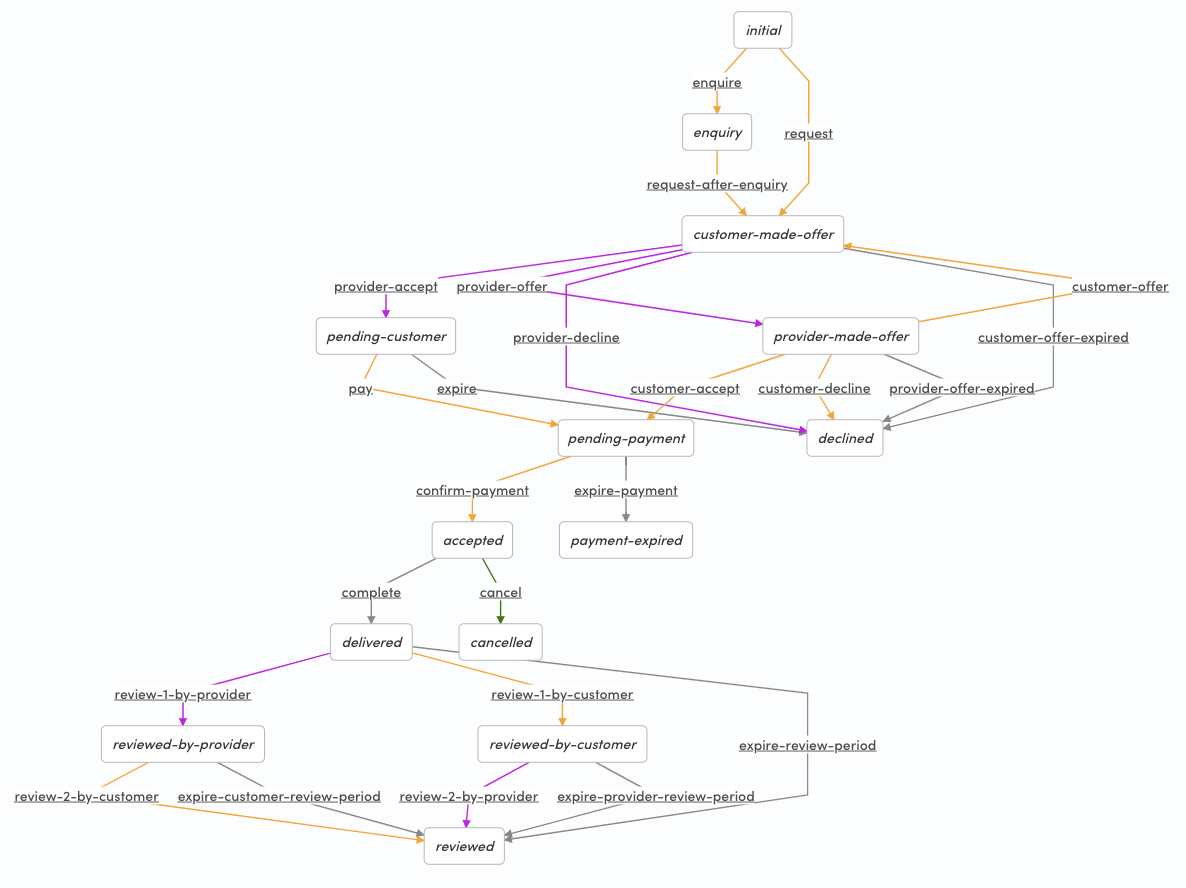 initial
enquire
enquiry
request
request-after-enquiry
customer-made-offer
provider-accept
provider-offer
customer-offer
pending-customer
provider-decline
provider-made-offer
customer-offer-expired
pay
expire
customer-accept
customer-decline
provider-offer-expired
pending-payment
declined
confirm-payment
expire-payment
accepted
payment-expired
complete
cancel
delivered
cancelled
review-1-by-provider
review-1-by-customer
reviewed-by-provider
reviewed-by-customer
expire-review-period
review-2-by-customer
expire-customer-review-period
review-2-by-provider
expire-provider-review-period
reviewed